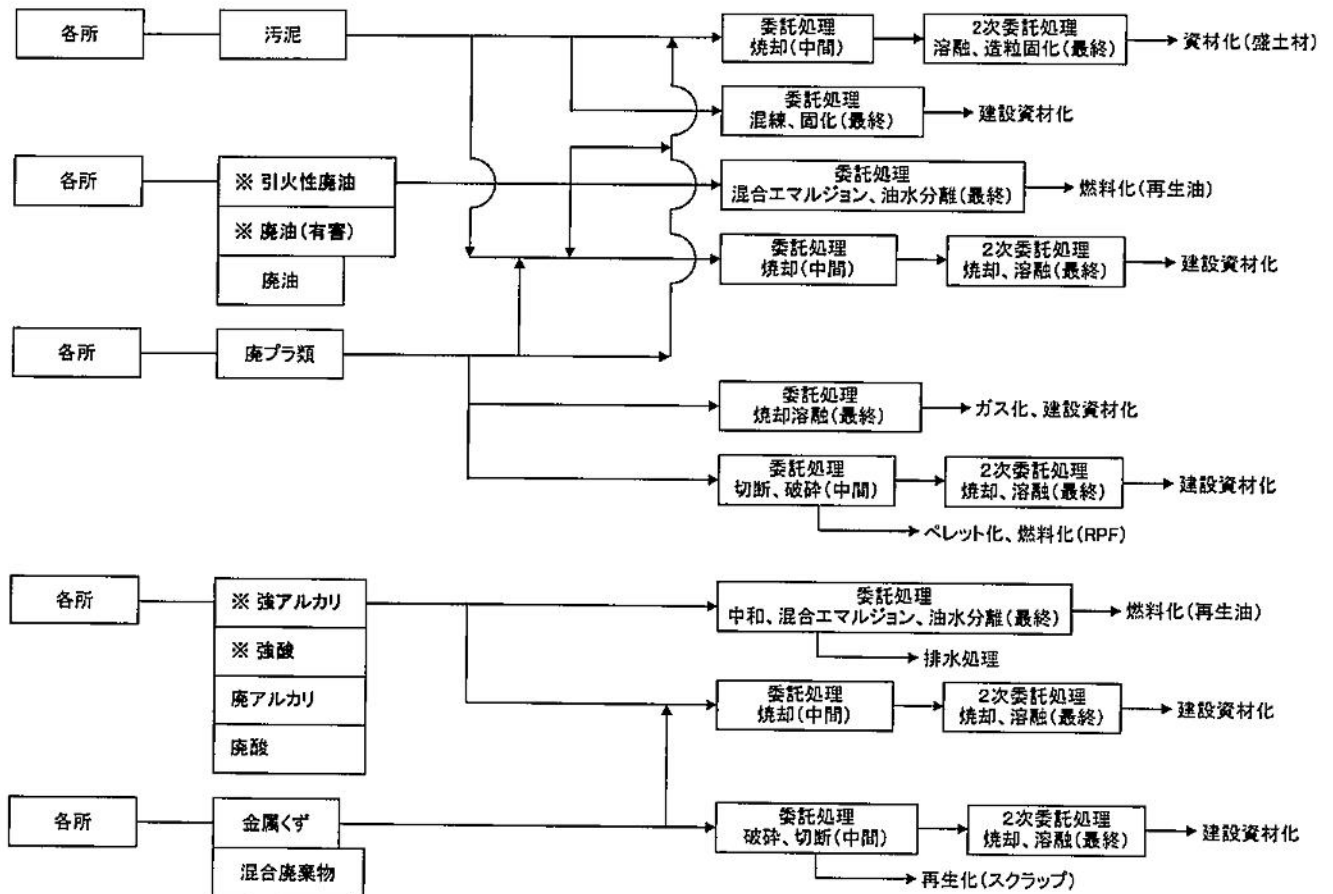 各所
汚泥
委託処理
焼却(中間)
2次委託処理
溶融、造粒固化(最終)
資材化(盛土材)
委託処理
混練、固化(最終)
建設資材化
各所
※ 引火性廃油
※ 廃油(有害)
廃油
委託処理
混合エマルジョン、油水分離(最終)
燃料化(再生油)
委託処理
焼却(中間)
2次委託処理
焼却、溶融(最終)
建設資材化
各所
廃プラ類
委託処理
焼却溶融(最終)
ガス化、建設資材化
委託処理
切断、破砕(中間)
2次委託処理
焼却、溶融(最終)
建設資材化
ペレット化、燃料化(RPF)
各所
※ 強アルカリ
※ 強酸
廃アルカリ
廃酸
委託処理
中和、混合エマルジョン、油水分離(最終)
燃料化(再生油)
排水処理
委託処理
焼却(中間)
2次委託処理
焼却、溶融(最終)
建設資材化
各所
金属くず
混合廃棄物
委託処理
破砕、切断(中間)
2次委託処理
焼却、溶融(最終)
建設資材化
再生化(スクラップ)